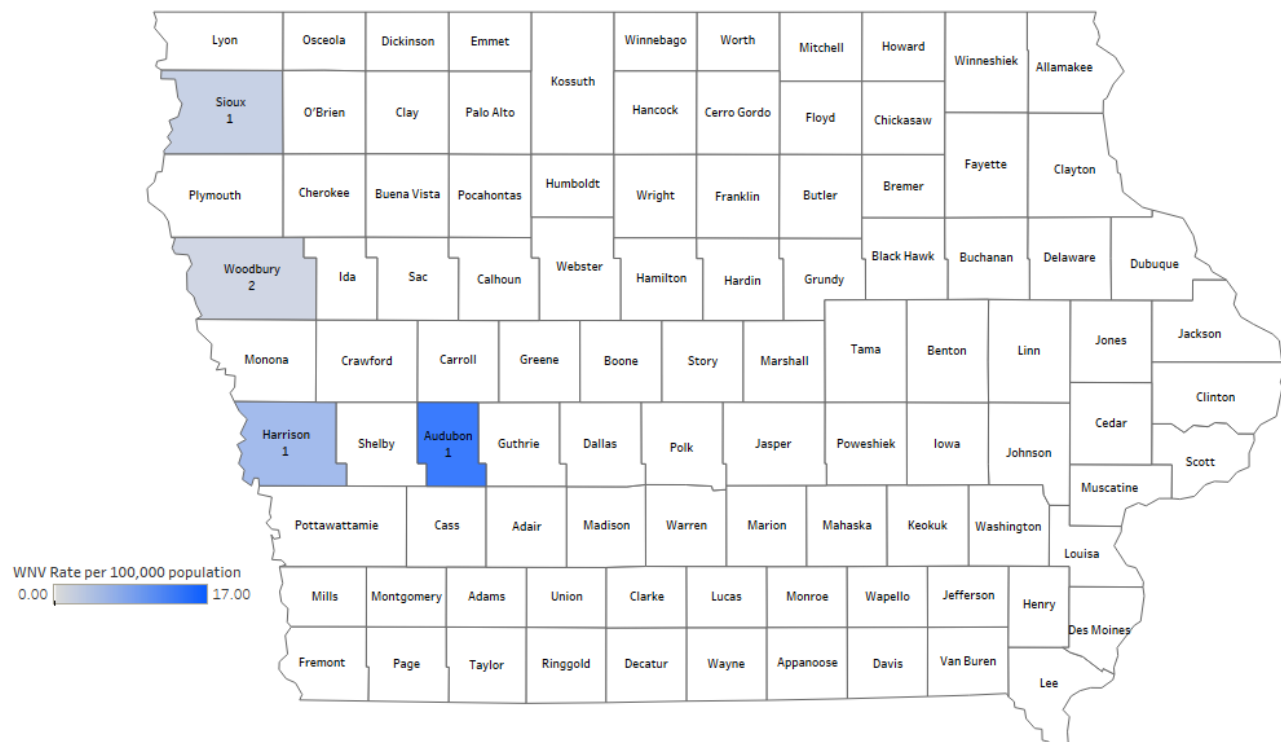 Lyon
Osceola
Dickinson
Emmet
Kossuth
Winnebago
Worth
Mitchell
Howard
Winneshiek
Allamakee
Sioux
1
O'Brien
Clay
Palo Alto
Hancock
Cerro Gordo
Floyd
Chickasaw
Fayette
Clayton
Plymouth
Cherokee
Buena Vista
Pocahontas
Humboldt
Wright
Franklin
Butler
Bremer
Woodbury
2
Ida
Sac
Calhoun
Webster
Hamilton
Hardin
Grundy
Black Hawk
Buchanan
Delaware
Dubuque
Monona
Crawford
Carroll
Greene
Boone
Story
Marshall
Tama
Benton
Linn
Jones
Jackson
Clinton
Harrison
1
Shelby
Audubon
1
Guthrie
Dallas
Polk
Jasper
Poweshiek
Iowa
Johnson
Cedar
Scott
Muscatine
Pottawattamie
Cass
Adair
Madison
Warren
Marion
Mahaska
Keokuk
Washington
Louisa
WNV Rate per 100,000 population
0.00 17.00
Mills
Montgomery
Adams
Union
Clarke
Lucas
Monroe
Wapello
Jefferson
Henry
Des Moines
Fremont
Page
Taylor
Ringgold
Decatur
Wayne
Appanoose
Davis
Van Buren
Lee